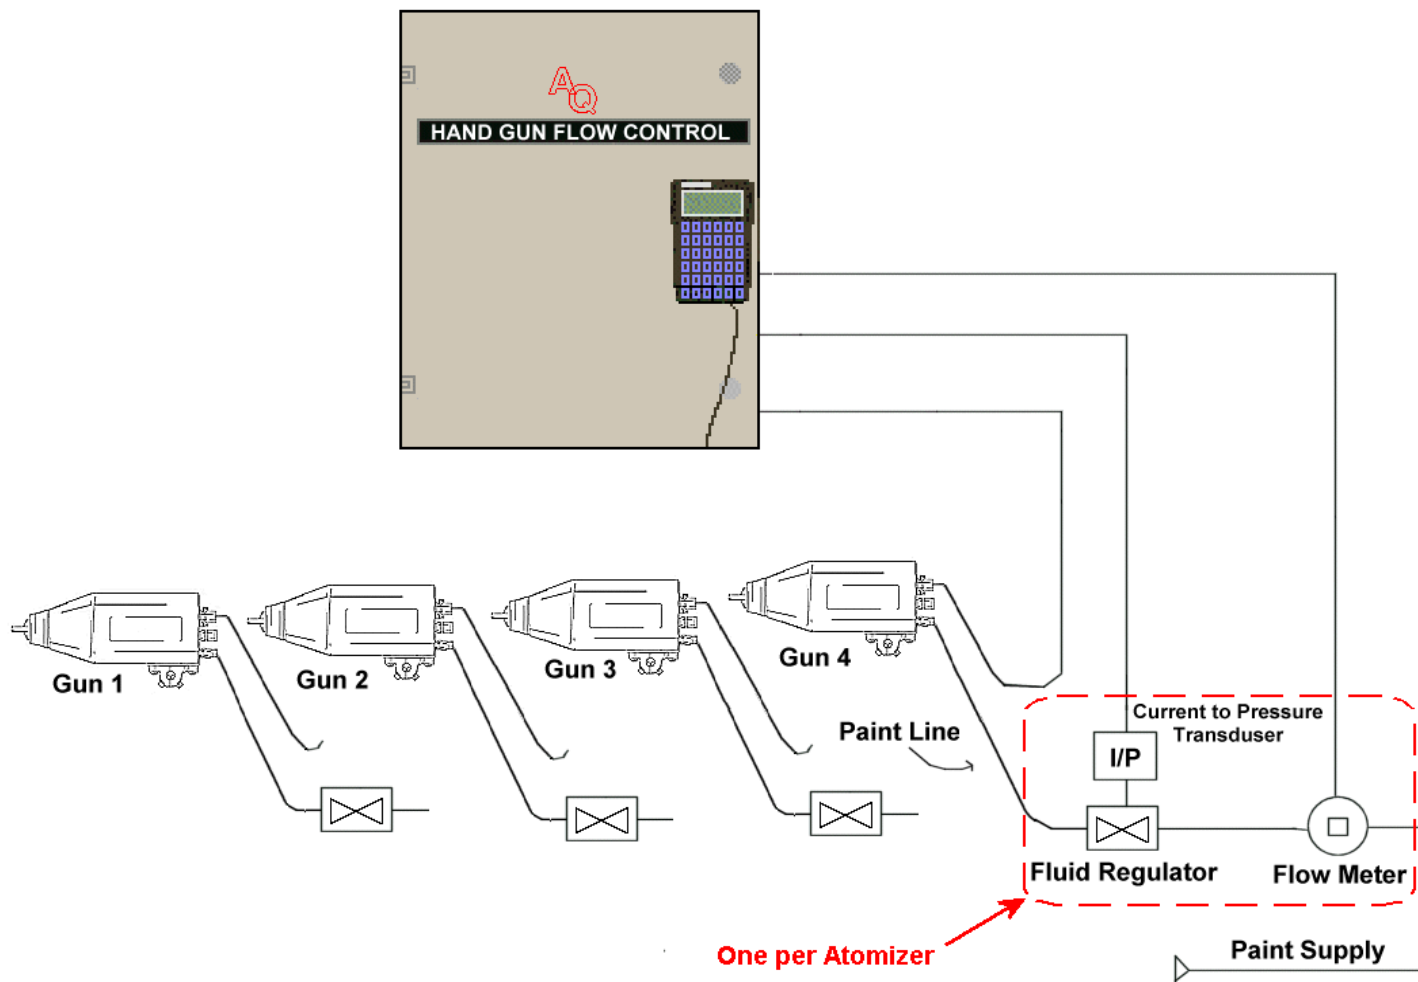 AQ
HAND GUN FLOW CONTROL
Gun 1
Gun 2
Gun 3
Gun 4
Paint Line
Current to Pressure
Transduser
I/P
Fluid Regulator
Flow Meter
One per Atomizer
Paint Supply